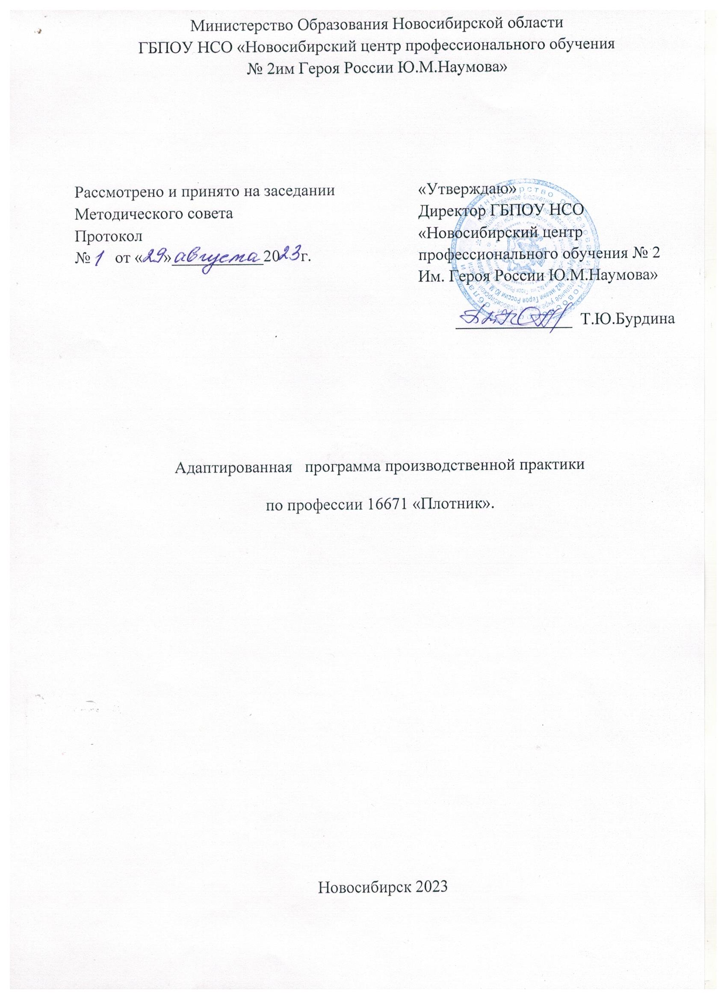 Министерство Образования Новосибирской области
ГБПОУ НСО «Новосибирский центр профессионального обучения
№ 2им Героя России Ю.М.Наумова»
Рассмотрено и принято на заседании
Методического совета
Протокол
№ 1 от «29» августа 2023г.
«Утверждаю»
Директор ГБПОУ НСО
«Новосибирский центр
профессионального обучения № 2
Им. Героя России Ю.М.Наумова»
Т.Ю.Бурдина
Адаптированная программа производственной практики
по профессии 16671 «Плотник».
Новосибирск 2023